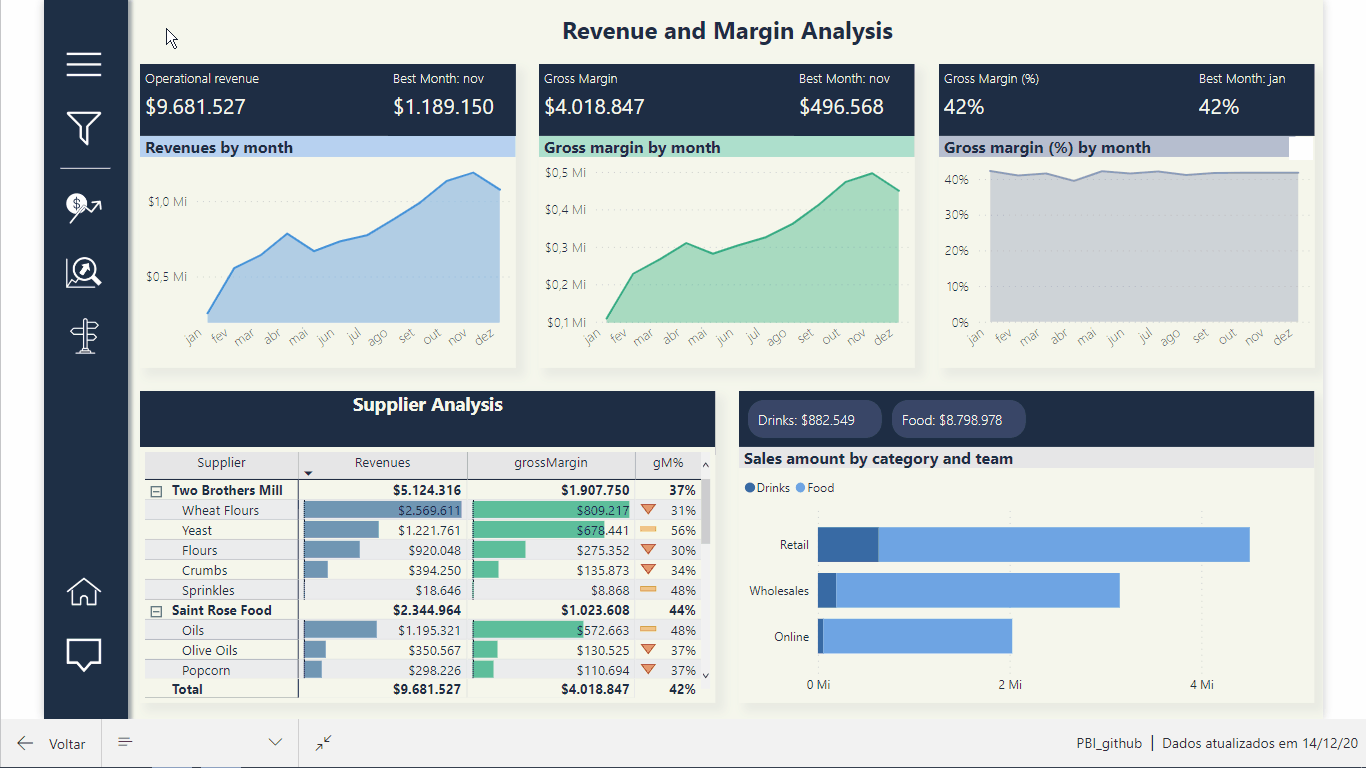 Revenue and Margin Analysis
Operational revenue
Best Month: nov
$9.681.527
$1.189.150
Revenues by month
$1,0 Mi
$0,5 Mi
jan fev mar abr mai jun jul ago set out nov dez
Gross Margin
Best Month: nov
$4.018.847
$496.568
Gross margin by month
$0,5 Mi
$0,4 Mi
$0,3 Mi
$0,2 Mi
$0,1 Mi
jan fev mar abr mai jun jul ago set out nov dez
Gross Margin (%)
Best Month: jan
42%
42%
Gross margin (%) by month
40%
30%
20%
10%
0%
jan fev mar abr mai jun jul ago set out nov dez
Supplier Analysis
Supplier Revenues grossMargin gM%
Two Brothers Mill $5.124.316 $1.907.750 37%
Wheat Flours $2.569.611 $809.217 31%
Yeast $1.221.761 $678.441 56%
Flours $920.048 $275.352 30%
Crumbs $394.250 $135.873 34%
Sprinkles $18.646 $8.868 48%
Saint Rose Food $2.344.964 $1.023.608 44%
Oils $1.195.321 $572.663 48%
Olive Oils $350.567 $130.525 37%
Popcorn $298.226 $110.694 37%
Total $9.681.527 $4.018.847 42%
Drinks: $882.549
Food: $8.798.978
Sales amount by category and team
Drinks Food
Retail
Wholesales
Online
0 Mi 2 Mi 4 Mi
Voltar
PBI_github | Dados atualizados em 14/12/20